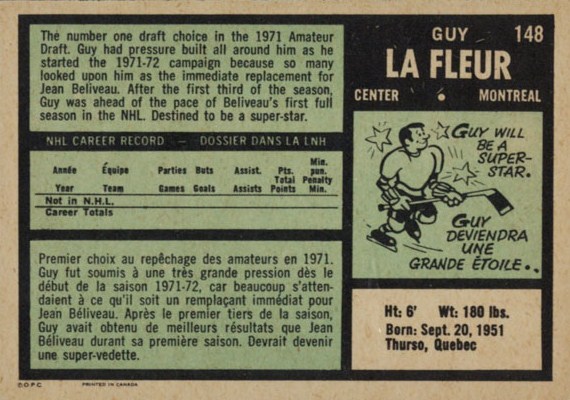 The number one draft choice in the 1971 Amateur
Draft. Guy had pressure built all around him as he
started the 1971-72 campaign because so many
looked upon him as the immediate replacement for
Jean Beliveau. After the first third of the season,
Guy was ahead of the pace of Beliveau's first full
season in the NHL. Destined to be a super-star.
NHL CAREER RECORD — DOSSIER DANS LA LNH
Année Équipe Parties Buts Assist. Pts. Total Min. pun.
Year Team Games Goals Assists Points Penalty Min.
Not in N.H.L.
Career Totals
Premier choix au repêchage des amateurs en 1971.
Guy fut soumis à une très grande pression dès le
début de la saison 1971-72, car beaucoup s'atten-
daient à ce qu'il soit un remplaçant immédiat pour
Jean Béliveau. Après le premier tiers de la saison,
Guy avait obtenu de meilleurs résultats que Jean
Béliveau durant sa première saison. Devrait devenir
une super-vedette.
©O.P.C. PRINTED IN CANADA
GUY 148
LA FLEUR
CENTER • MONTREAL
GUY WILL
BE A
SUPER-
STAR.
GUY
DEVIENDRA
UNE
GRANDE ÉTOILE..
Ht: 6' Wt: 180 lbs.
Born: Sept. 20, 1951
Thurso, Quebec